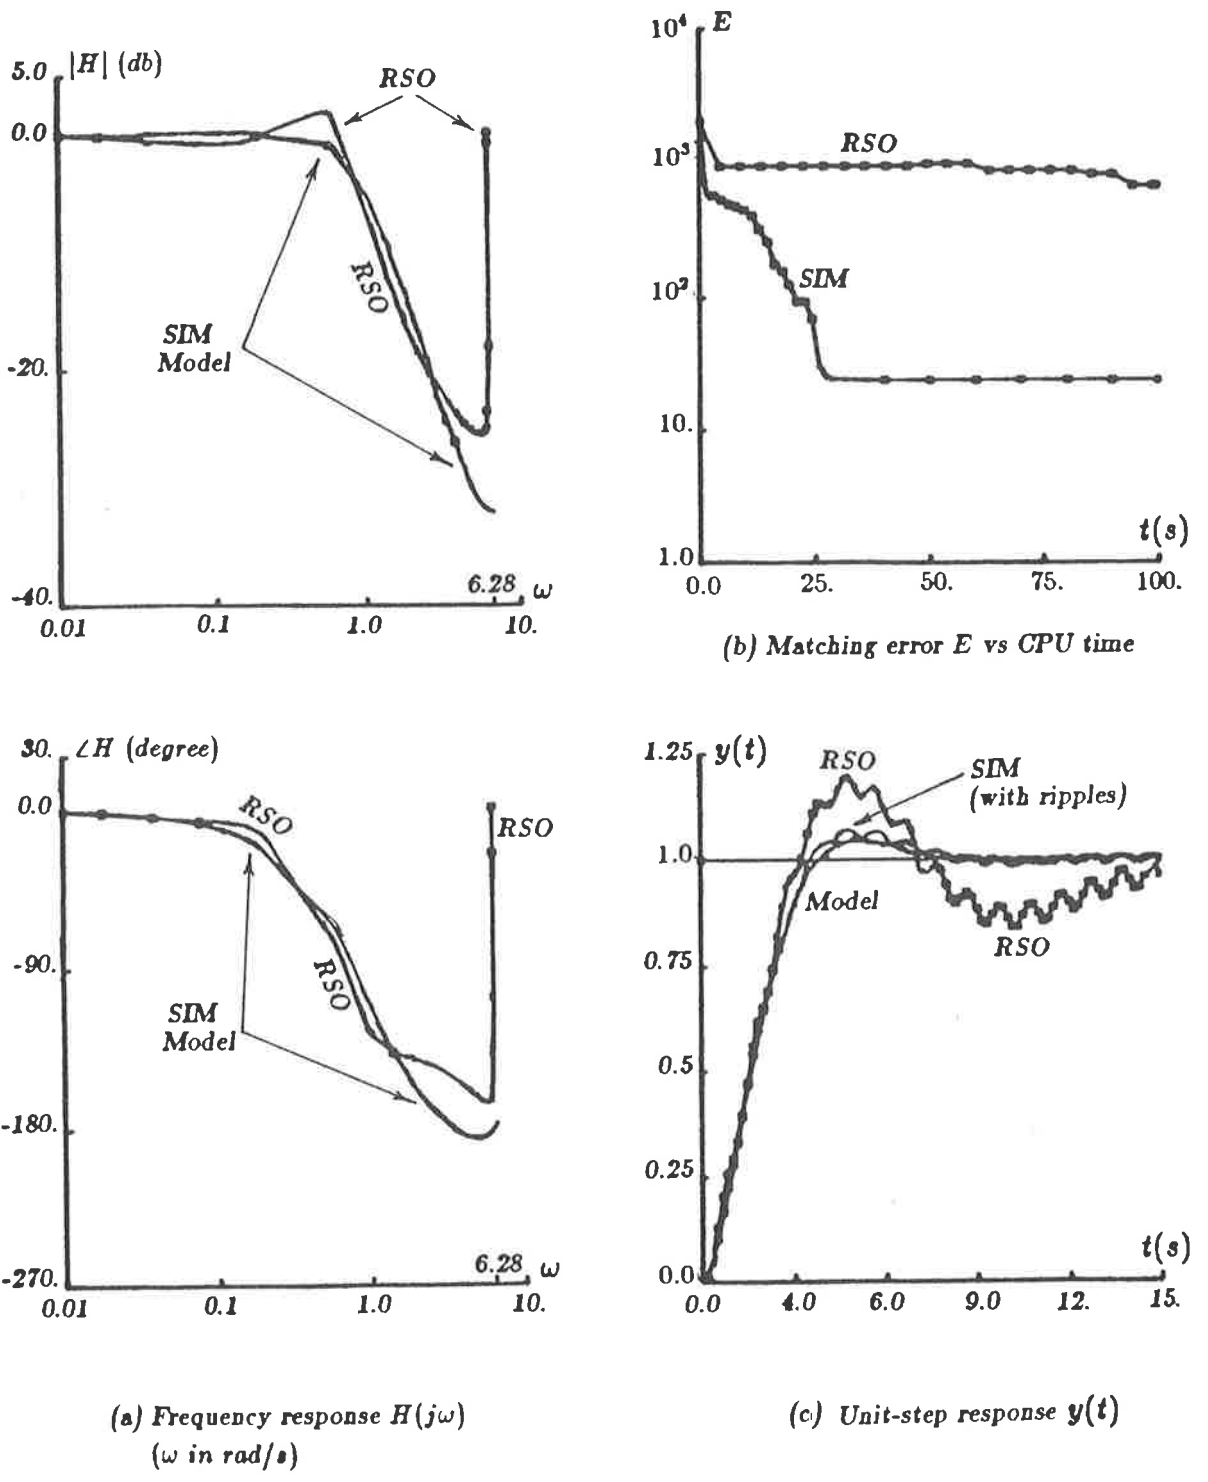 |H| (db)
5.0
0.0
-20.
-40.
RSO
RSO
SIM
Model
6.28
ω
0.01
0.1
1.0
10.
10⁴
E
10³
10²
10.
1.0
RSO
SIM
t(s)
0.0
25.
50.
75.
100.
(b) Matching error E vs CPU time
30.
∠H (degree)
0.0
-90.
-180.
-270.
RSO
RSO
RSO
SIM
Model
6.28
ω
0.01
0.1
1.0
10.
(a) Frequency response H(jω)
(ω in rad/s)
1.25
y(t)
1.0
0.75
0.5
0.25
0.0
RSO
SIM
(with ripples)
Model
RSO
t(s)
0.0
4.0
6.0
9.0
12.
15.
(c) Unit-step response y(t)